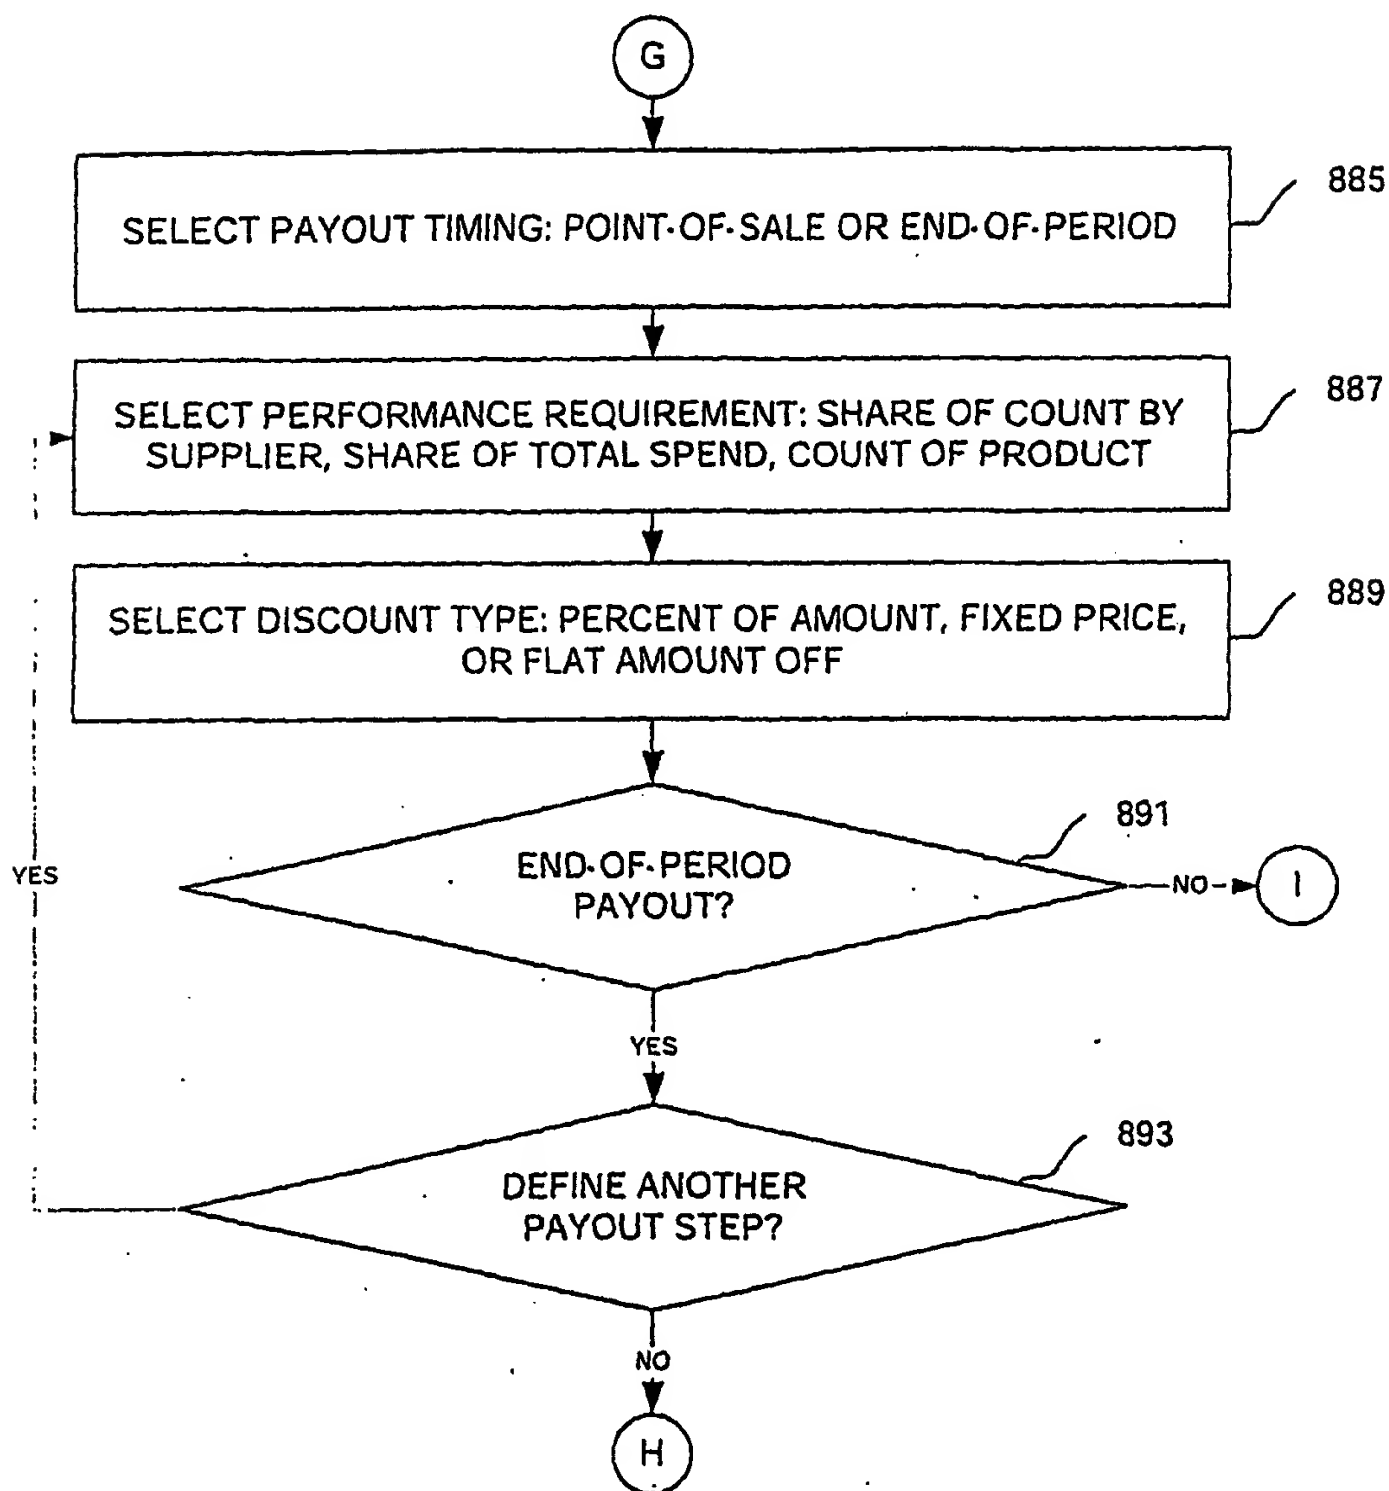 G
SELECT PAYOUT TIMING: POINT-OF-SALE OR END-OF-PERIOD
885
SELECT PERFORMANCE REQUIREMENT: SHARE OF COUNT BY
SUPPLIER, SHARE OF TOTAL SPEND, COUNT OF PRODUCT
887
SELECT DISCOUNT TYPE: PERCENT OF AMOUNT, FIXED PRICE,
OR FLAT AMOUNT OFF
889
END-OF-PERIOD
PAYOUT?
891
NO
I
YES
YES
DEFINE ANOTHER
PAYOUT STEP?
893
NO
H